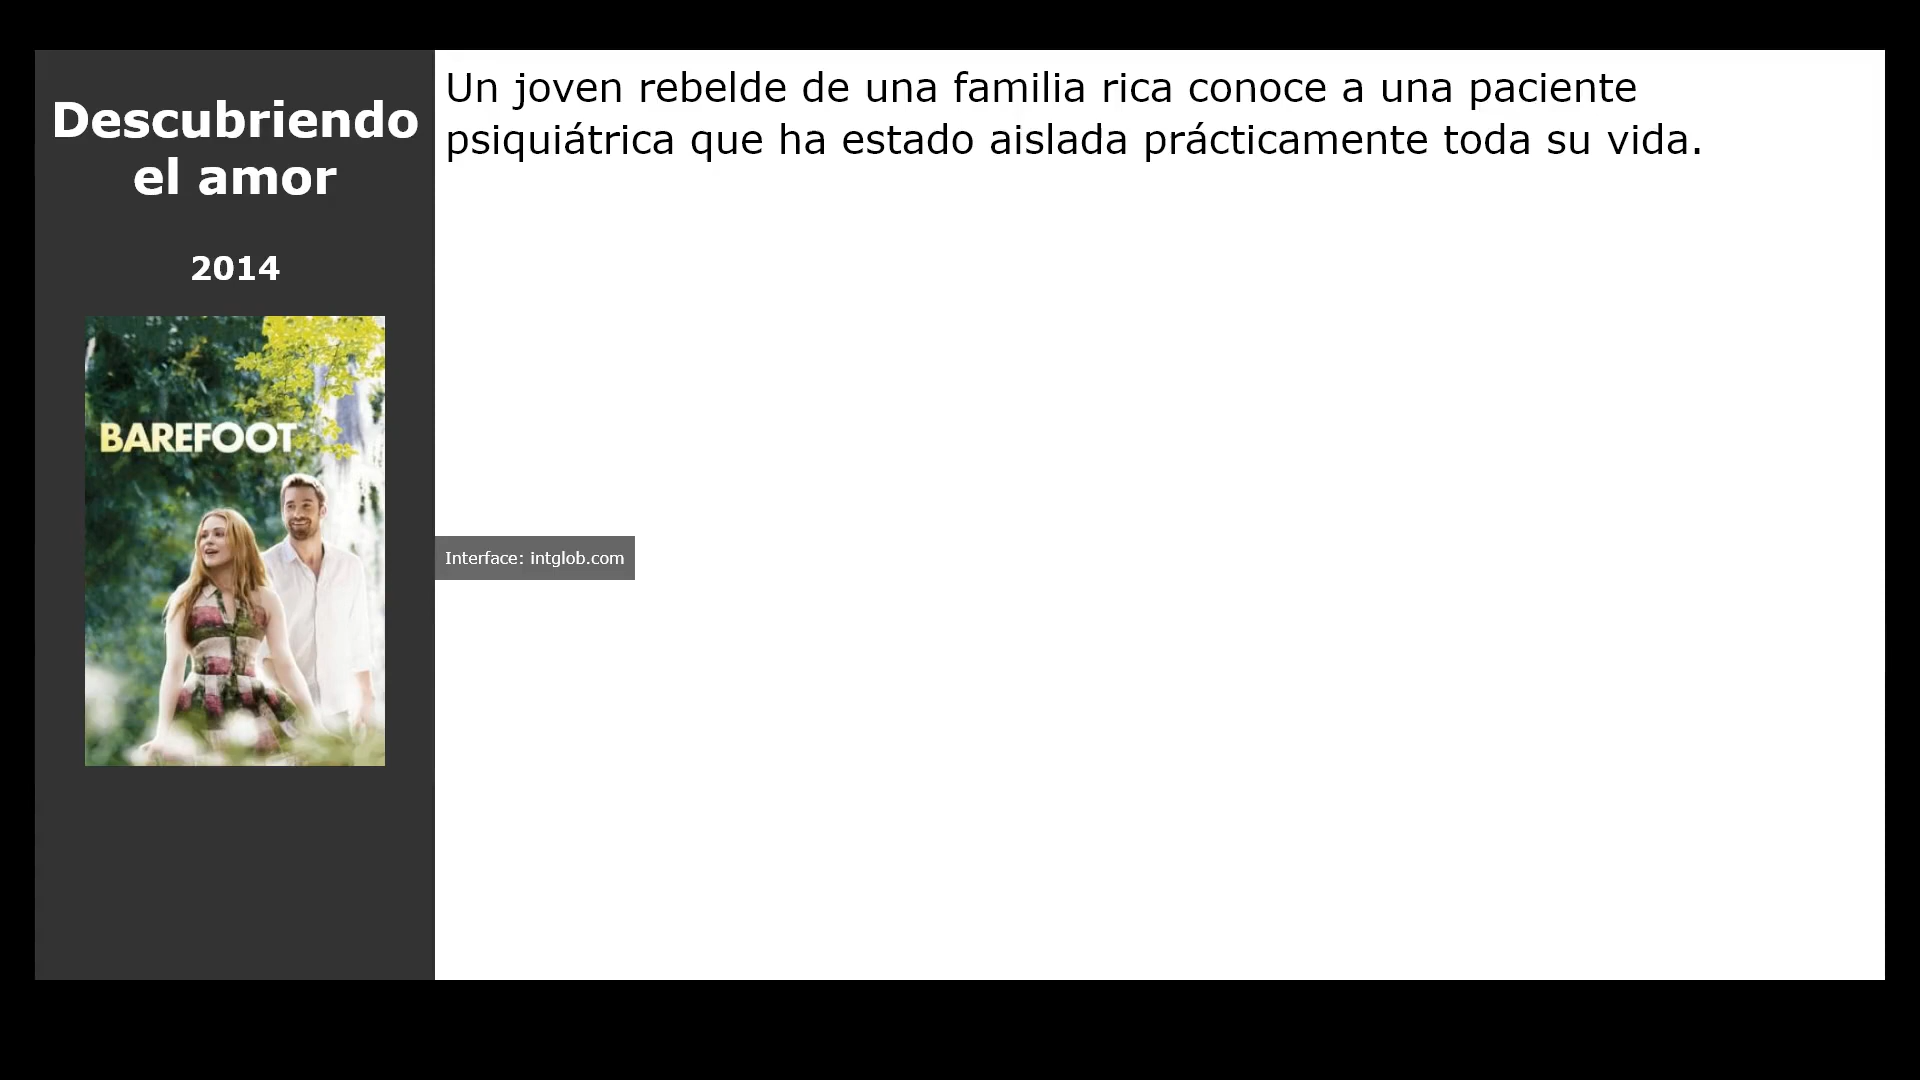 Descubriendo
el amor
2014
BAREFOOT
Un joven rebelde de una familia rica conoce a una paciente
psiquiátrica que ha estado aislada prácticamente toda su vida.
Interface: intglob.com